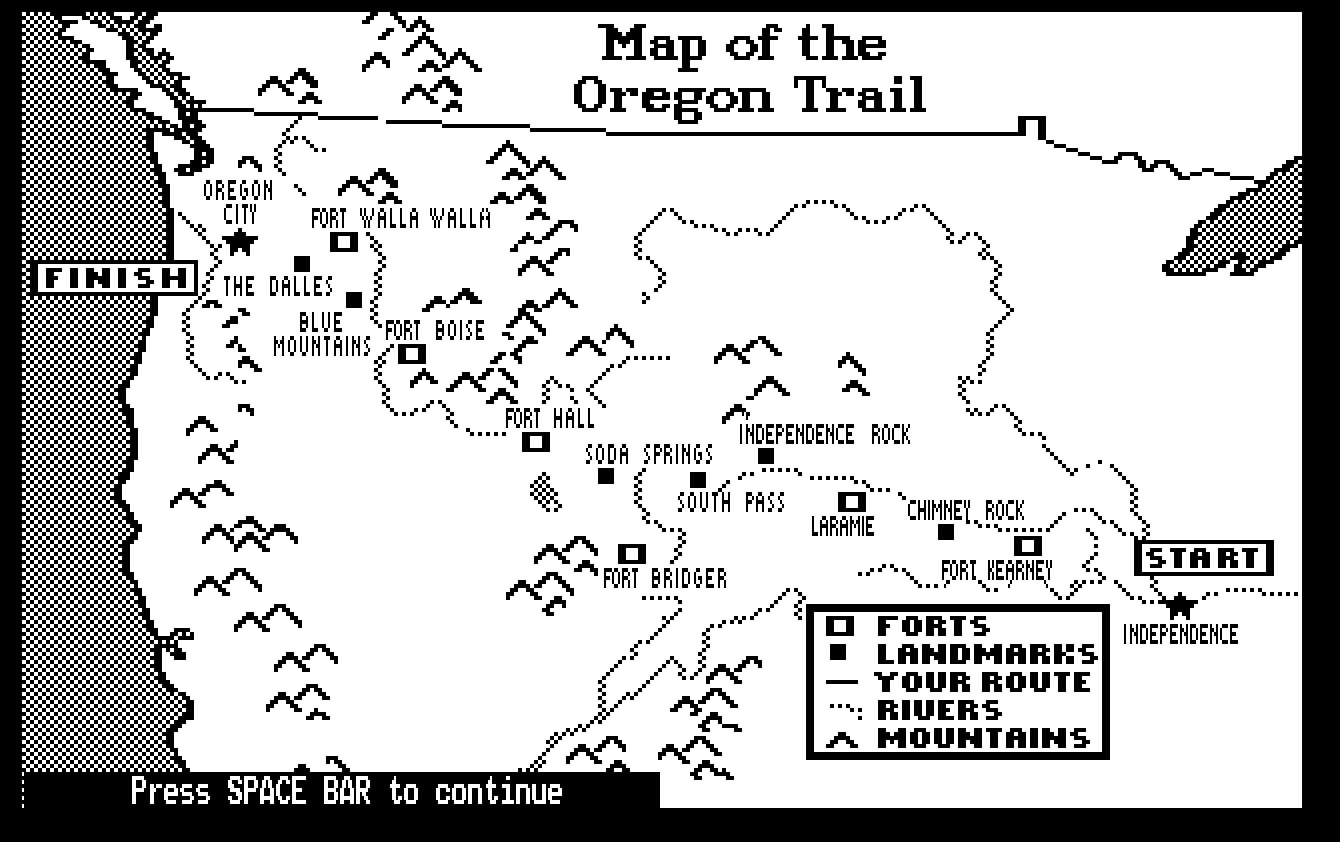 Map of the
Oregon Trail
OREGON
CITY
FORT WALLA WALLA
FINISH
THE DALLES
BLUE
MOUNTAINS
FORT BOISE
FORT HALL
INDEPENDENCE ROCK
SODA SPRINGS
SOUTH PASS
LARAMIE
CHIMNEY ROCK
START
FORT KEARNEY
FORT BRIDGER
INDEPENDENCE
FORTS
LANDMARKS
YOUR ROUTE
RIVERS
MOUNTAINS
Press SPACE BAR to continue